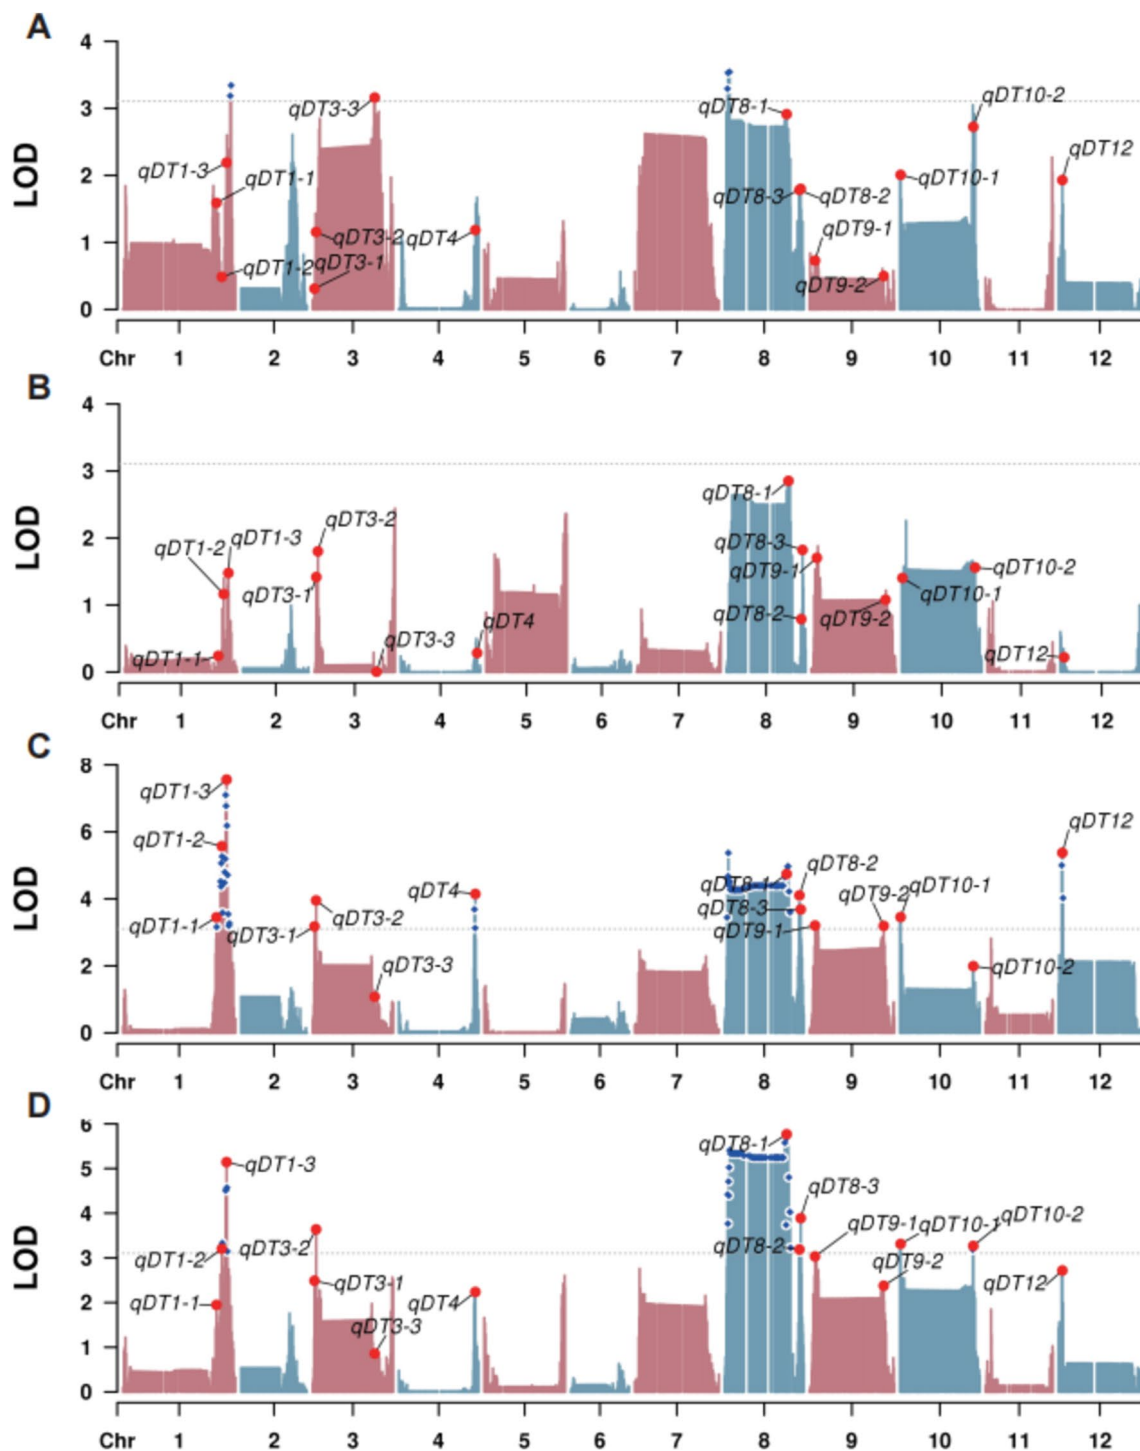 A
4
qDT10-2
3
qDT3-3
qDT8-1
LOD
qDT12
qDT1-3
qDT1-1
2
qDT10-1
qDT8-3
qDT8-2
1
qDT3-2
qDT4
qDT9-1
qDT1-2
qDT3-1
qDT9-2
0
Chr 1 2 3 4 5 6 7 8 9 10 11 12
B
4
3
qDT8-1
LOD
qDT3-2
2
qDT1-2
qDT1-3
qDT8-3
qDT9-1
qDT10-2
qDT3-1
qDT10-1
1
qDT8-2
qDT9-2
qDT3-3
qDT4
qDT1-1
qDT12
0
Chr 1 2 3 4 5 6 7 8 9 10 11 12
C
8
qDT1-3
qDT12
6
qDT1-2
LOD
qDT8-2
qDT4
qDT8-1
qDT9-2
qDT10-1
4
qDT8-3
qDT1-1
qDT3-2
qDT3-1
qDT9-1
qDT3-3
qDT10-2
2
0
Chr 1 2 3 4 5 6 7 8 9 10 11 12
D
6
qDT8-1
5
qDT1-3
qDT8-3
4
LOD
qDT9-1
qDT10-1
qDT10-2
qDT3-2
qDT8-2
3
qDT1-2
qDT9-2
qDT3-1
qDT12
2
qDT1-1
qDT4
qDT3-3
1
0
Chr 1 2 3 4 5 6 7 8 9 10 11 12